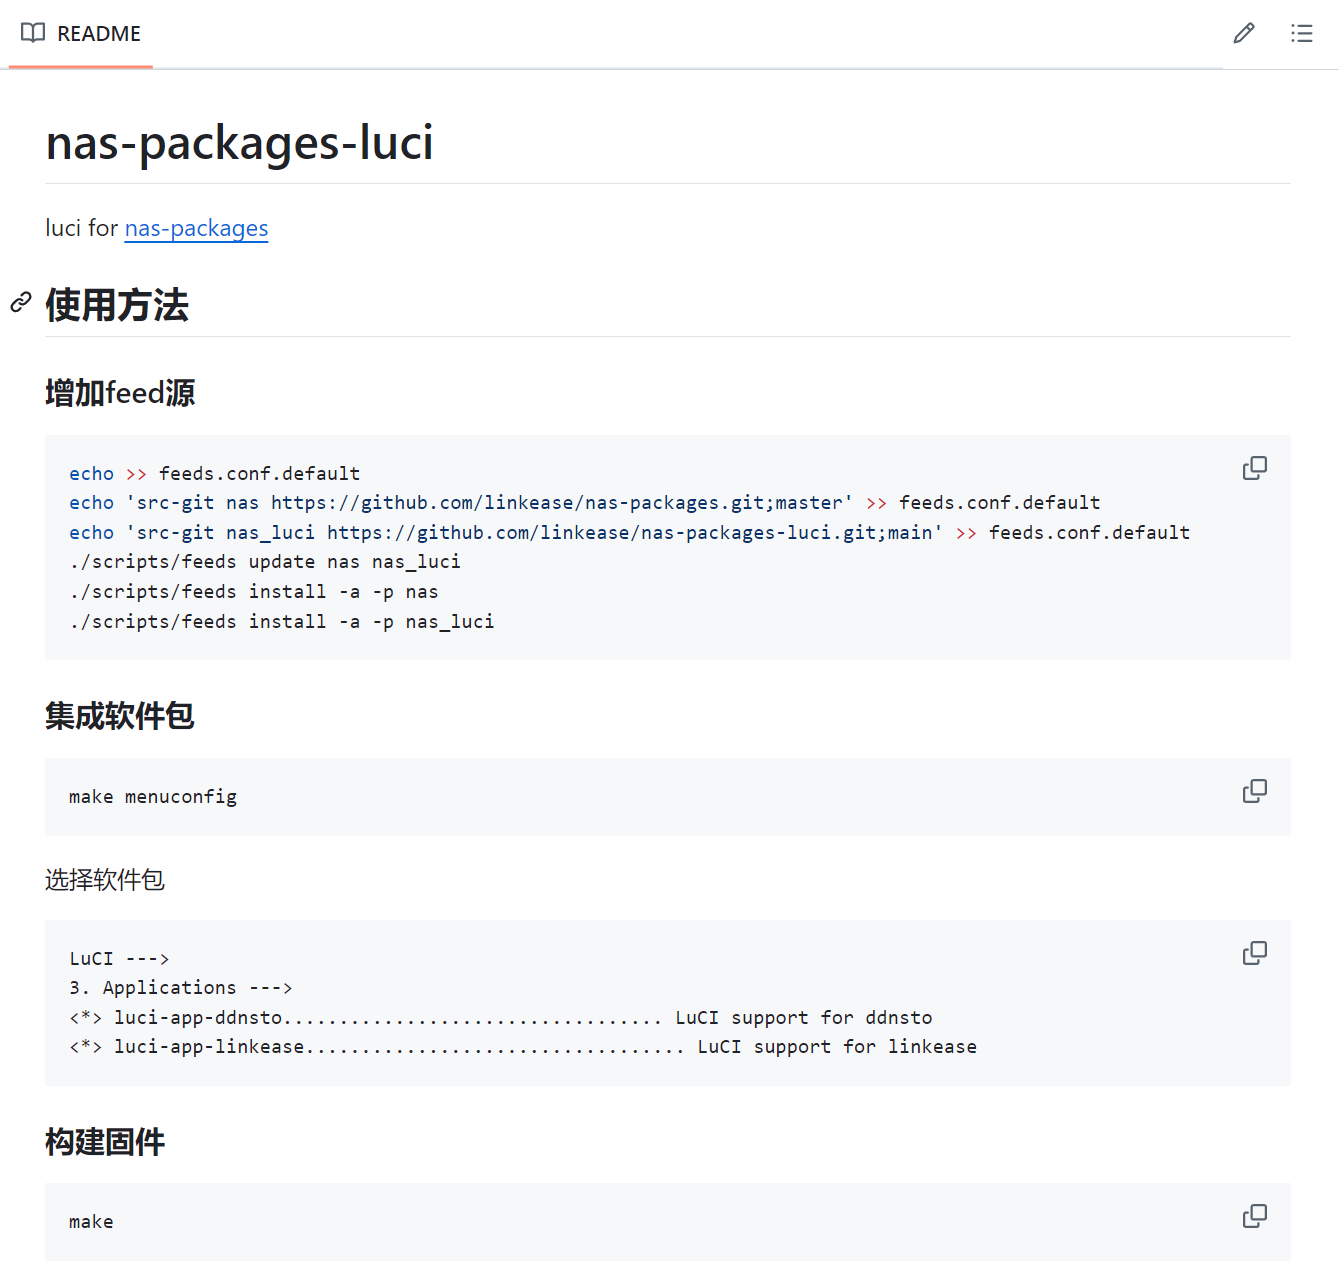 README
nas-packages-luci
luci for nas-packages
使用方法
增加feed源
echo >> feeds.conf.default
echo 'src-git nas https://github.com/linkease/nas-packages.git;master' >> feeds.conf.default
echo 'src-git nas_luci https://github.com/linkease/nas-packages-luci.git;main' >> feeds.conf.default
./scripts/feeds update nas nas_luci
./scripts/feeds install -a -p nas
./scripts/feeds install -a -p nas_luci
集成软件包
make menuconfig
选择软件包
LuCI --->
3. Applications --->
<*> luci-app-ddnsto.................................. LuCI support for ddnsto
<*> luci-app-linkease.................................. LuCI support for linkease
构建固件
make